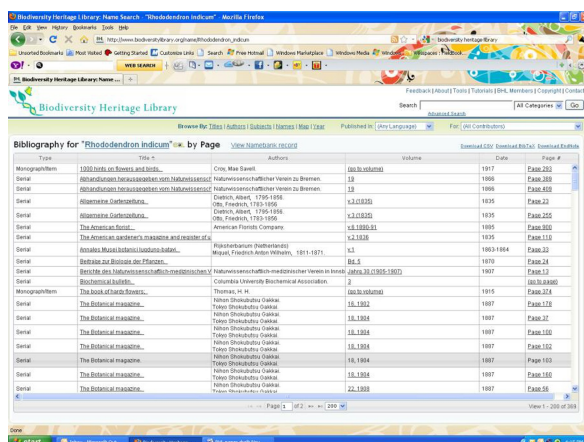 Biodiversity Heritage Library: Name Search - "Rhododendron indicum" - Mozilla Firefox
File Edit View History Bookmarks Tools Help
http://www.biodiversitylibrary.org/name/Rhododendron_indicum
biodiversity heritage library
Unsorted Bookmarks Most Visited Getting Started Customize Links Search Free Hotmail Windows Marketplace Windows Media
WEB SEARCH
Biodiversity Heritage Library: Name ...
Feedback | About | Tools | Tutorials | BHL Members | Copyright | Contact
Biodiversity Heritage Library
Search All Categories Go
Advanced Search
Browse By: Titles | Authors | Subjects | Names | Map | Year Published In: (Any Language) For: (All Contributors)
Bibliography for "Rhododendron indicum" by Page View Namebank record Download CSV Download BibTeX Download EndNote
Type Title Authors Volume Date Page #
Monograph/Item 1000 hints on flowers and birds, Croy, Mae Savell. (go to volume) 1917 Page 293
Serial Abhandlungen herausgegeben vom Naturwissensch Naturwissenschaftlicher Verein zu Bremen. 19 1866 Page 389
Serial Abhandlungen herausgegeben vom Naturwissensch Naturwissenschaftlicher Verein zu Bremen. 19 1866 Page 409
Serial Allgemeine Gartenzeitung. Dietrich, Albert, 1795-1856. v.3 (1835) 1835 Page 23
Otto, Friedrich, 1783-1856
Serial Allgemeine Gartenzeitung. Dietrich, Albert, 1795-1856. v.3 (1835) 1835 Page 255
Otto, Friedrich, 1783-1856
Serial The American florist American Florists Company. 1885 Page 900
Serial The American gardener's magazine and register of u v.2 1836 1835 Page 110
Serial Annales Musei botanici lugduno-batavi. Rijksherbarium (Netherlands) v.1 1863-1864 Page 33
Miquel, Friedrich Anton Wilhelm, 1811-1871.
Serial Beiträge zur Biologie der Pflanzen. Bd. 5 1870 Page 24
Serial Berichte des Naturwissenschaftlich-medizinischen V Naturwissenschaftlich-medizinischer Verein in Innsb Jahrg.30 (1905-1907) 1907 Page 13
Serial Biochemical bulletin. Columbia University Biochemical Association. 3 (go to page)
Monograph/Item The book of hardy flowers; Thomas, H. H. (go to volume) 1915 Page 374
Serial The Botanical magazine. Nihon Shokubutsu Gakkai. 16, 1902 1887 Page 178
Tokyo Shokubutsu Gakkai.
Serial The Botanical magazine. Nihon Shokubutsu Gakkai. 18, 1904 1887 Page 37
Tokyo Shokubutsu Gakkai.
Serial The Botanical magazine. Nihon Shokubutsu Gakkai. 18, 1904 1887 Page 100
Tokyo Shokubutsu Gakkai.
Serial The Botanical magazine. Nihon Shokubutsu Gakkai. 18, 1904 1887 Page 102
Tokyo Shokubutsu Gakkai.
Serial The Botanical magazine. Nihon Shokubutsu Gakkai. 18, 1904 1887 Page 103
Tokyo Shokubutsu Gakkai.
Serial The Botanical magazine. Nihon Shokubutsu Gakkai. 18, 1904 1887 Page 160
Tokyo Shokubutsu Gakkai.
Serial The Botanical magazine. Nihon Shokubutsu Gakkai. 22, 1908 1887 Page 56
Tokyo Shokubutsu Gakkai.
Page 1 of 2 200 View 1 - 200 of 369
Done
start